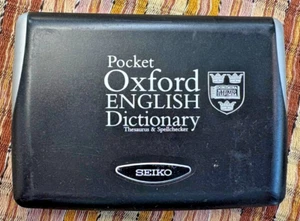 Pocket
Oxford
ENGLISH
Dictionary
Thesaurus & Spellchecker
SEIKO